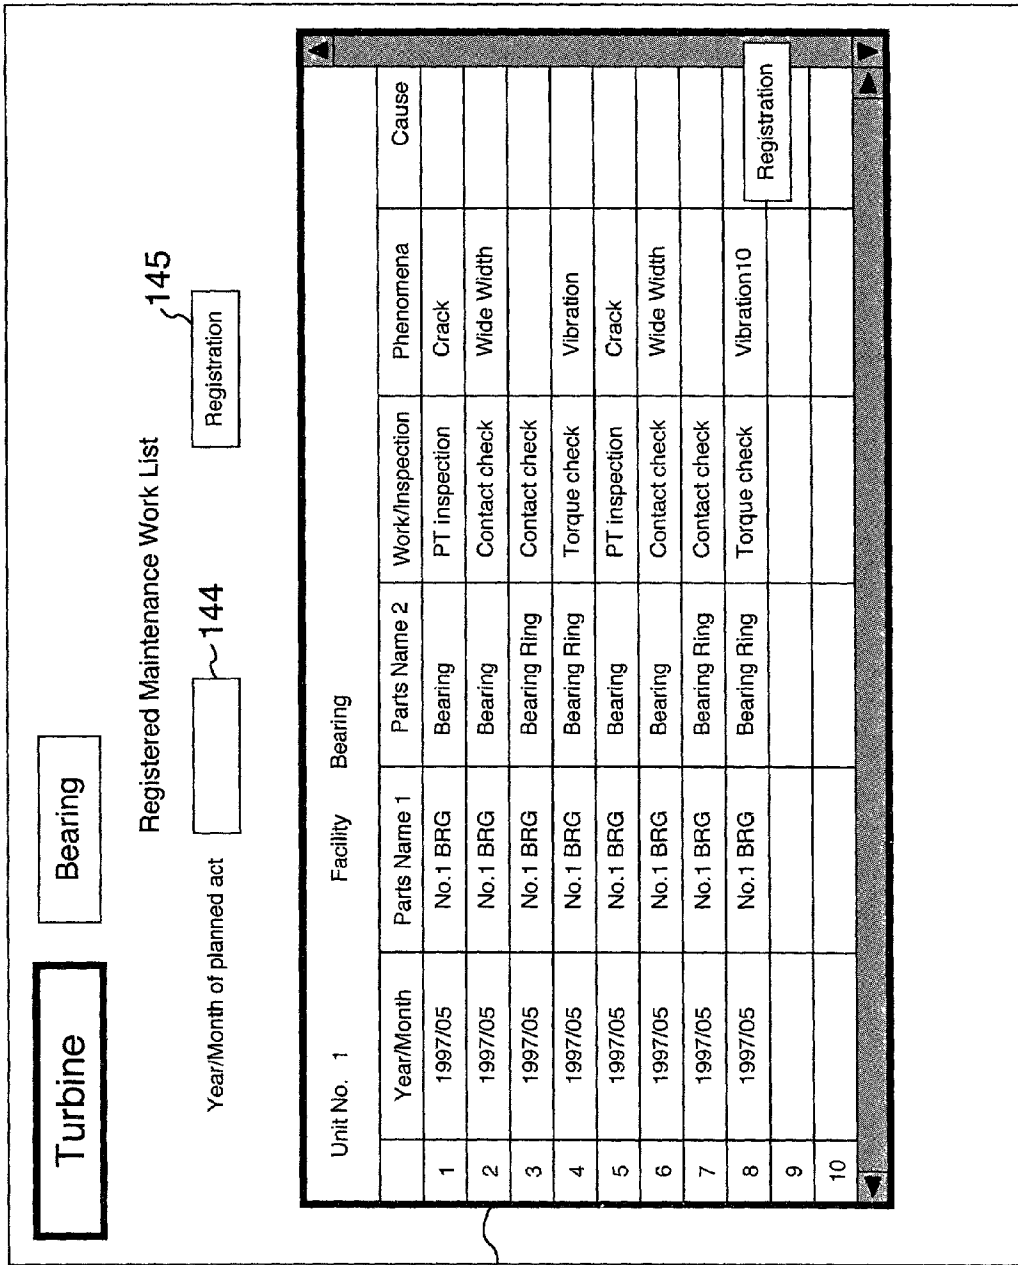 Turbine Bearing
Registered Maintenance Work List
Year/Month of planned act 144 Registration 145
Unit No. 1 Facility Bearing
Year/Month Parts Name 1 Parts Name 2 Work/Inspection Phenomena Cause
1 1997/05 No.1 BRG Bearing PT inspection Crack
2 1997/05 No.1 BRG Bearing Contact check Wide Width
3 1997/05 No.1 BRG Bearing Ring Contact check
4 1997/05 No.1 BRG Bearing Ring Torque check Vibration
5 1997/05 No.1 BRG Bearing PT inspection Crack
6 1997/05 No.1 BRG Bearing Contact check Wide Width
7 1997/05 No.1 BRG Bearing Ring Contact check
8 1997/05 No.1 BRG Bearing Ring Torque check Vibration10
Registration
9
10